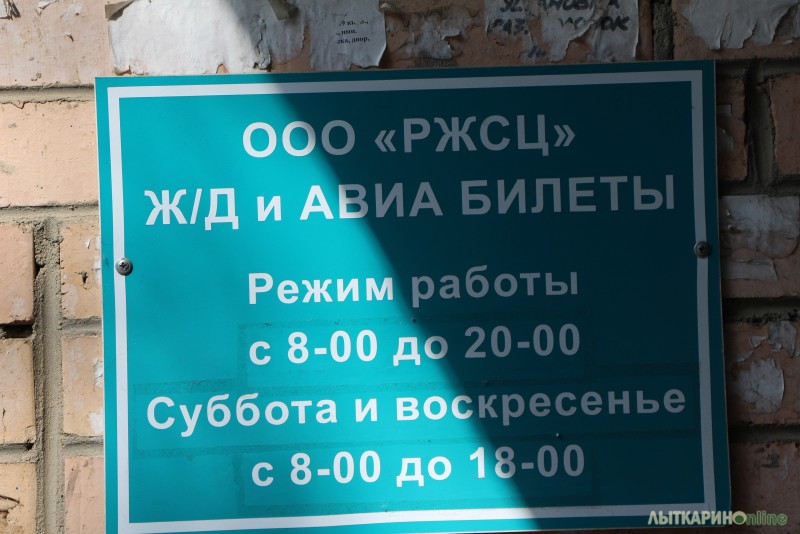 УСТАНОВКА
ООО «РЖСЦ»
Ж/Д и АВИА БИЛЕТЫ
Режим работы
с 8-00 до 20-00
Суббота и воскресенье
с 8-00 до 18-00
ЛЫТКАРИНОonline